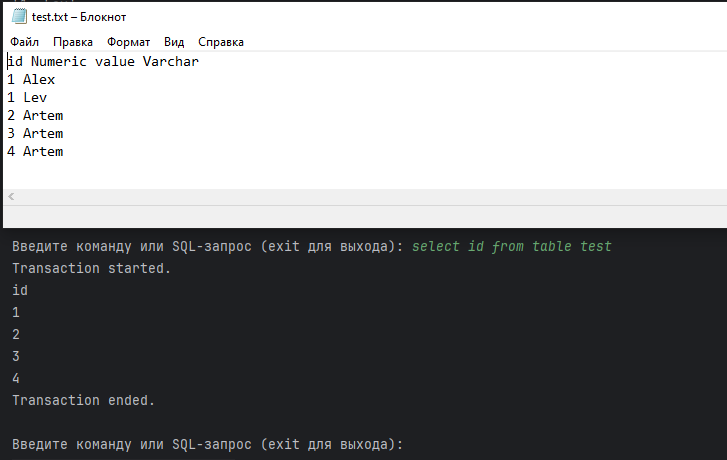 test.txt – Блокнот
Файл Правка Формат Вид Справка
id Numeric value Varchar
1 Alex
1 Lev
2 Artem
3 Artem
4 Artem
Введите команду или SQL-запрос (exit для выхода): select id from table test
Transaction started.
id
1
2
3
4
Transaction ended.
Введите команду или SQL-запрос (exit для выхода):